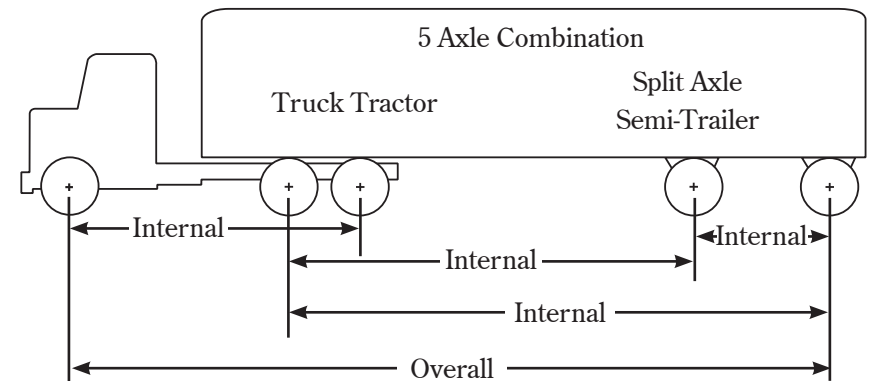 5 Axle Combination
Truck Tractor
Split Axle
Semi-Trailer
Internal
Internal
Internal
Internal
Overall